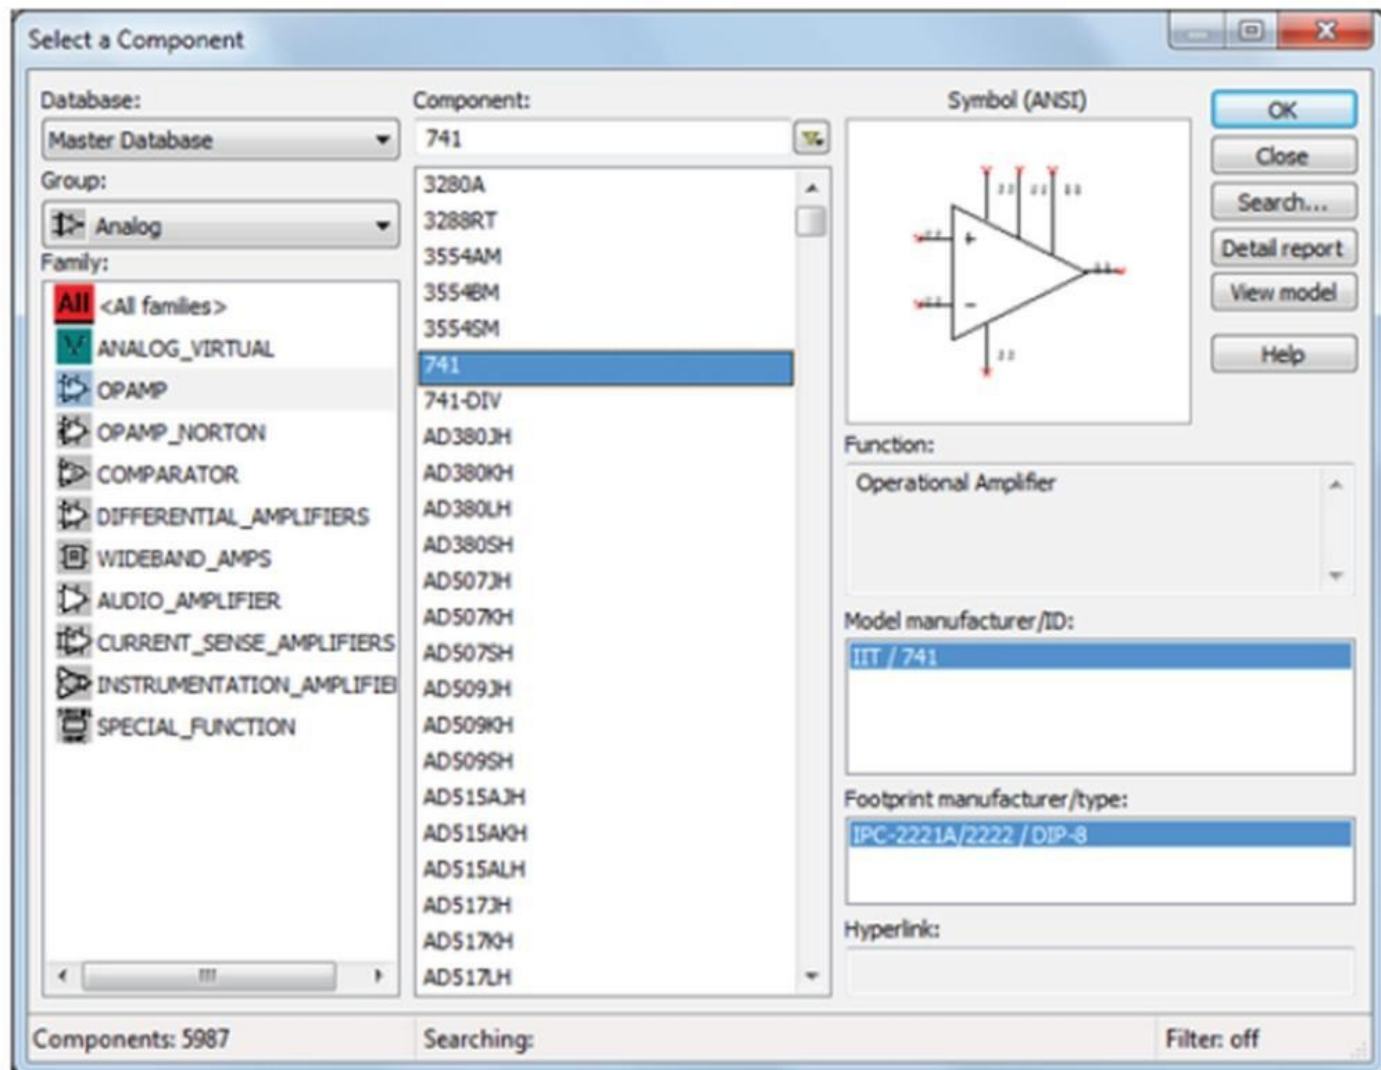 Select a Component
Database:
Master Database
Group:
Analog
Family:
All <All families>
ANALOG_VIRTUAL
OPAMP
OPAMP_NORTON
COMPARATOR
DIFFERENTIAL_AMPLIFIERS
WIDEBAND_AMPS
AUDIO_AMPLIFIER
CURRENT_SENSE_AMPLIFIERS
INSTRUMENTATION_AMPLIFIE
SPECIAL_FUNCTION
Component:
741
3280A
3288RT
3554AM
3554BM
3554SM
741
741-DIV
AD380JH
AD380KH
AD380LH
AD380SH
AD507JH
AD507KH
AD507SH
AD509JH
AD509KH
AD509SH
AD515AJH
AD515AKH
AD515ALH
AD517JH
AD517KH
AD517LH
Symbol (ANSI)
+
−
Function:
Operational Amplifier
Model manufacturer/ID:
IIT / 741
Footprint manufacturer/type:
IPC-2221A/2222 / DIP-8
Hyperlink:
OK
Close
Search...
Detail report
View model
Help
Components: 5987
Searching:
Filter: off